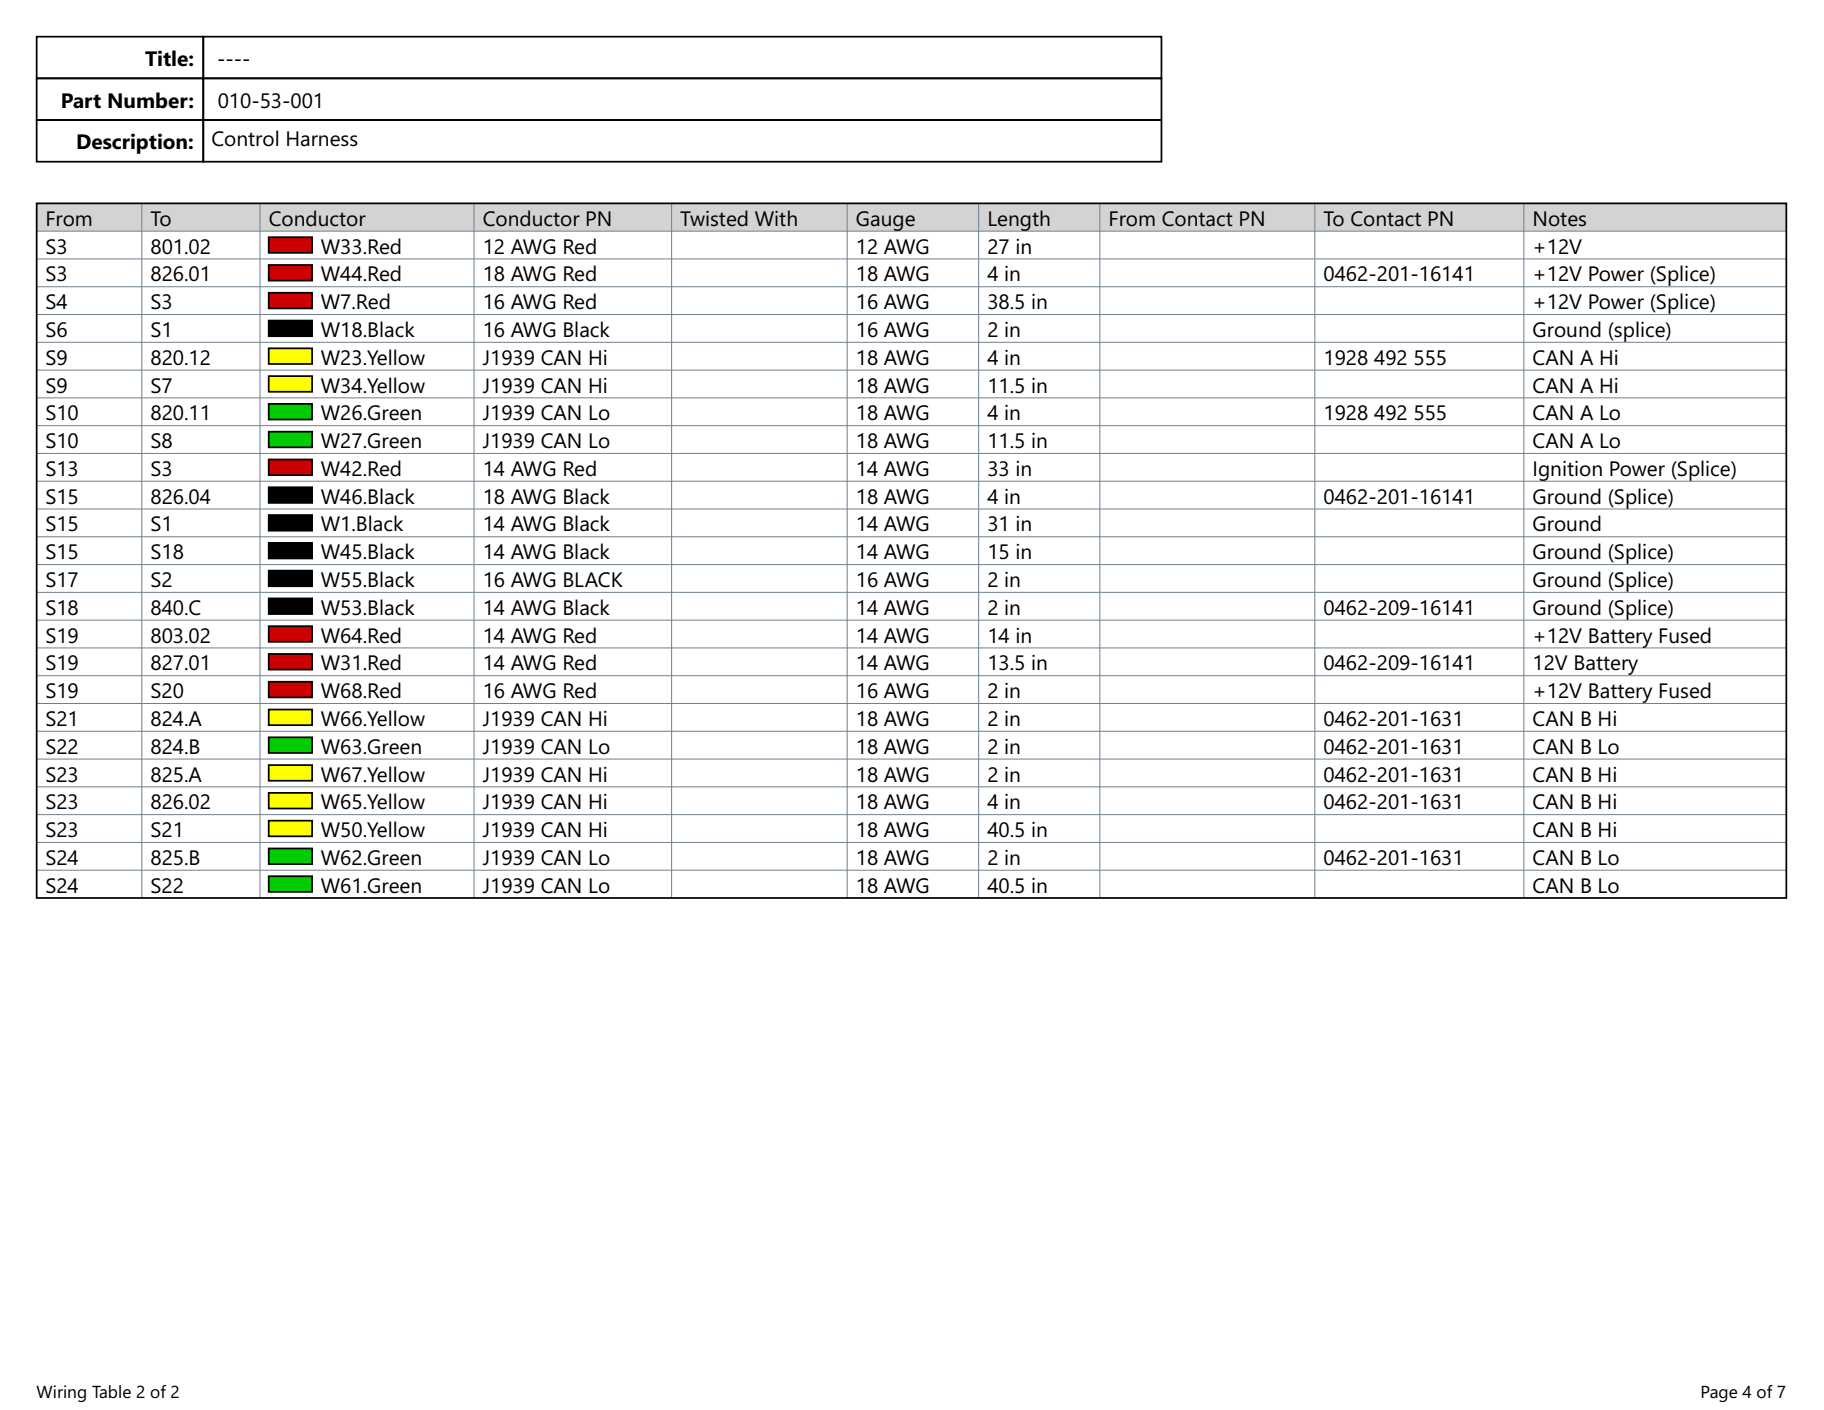 Title: ----
Part Number: 010-53-001
Description: Control Harness
From To Conductor Conductor PN Twisted With Gauge Length From Contact PN To Contact PN Notes
S3 801.02 W33.Red 12 AWG Red 12 AWG 27 in +12V
S3 826.01 W44.Red 18 AWG Red 18 AWG 4 in 0462-201-16141 +12V Power (Splice)
S4 S3 W7.Red 16 AWG Red 16 AWG 38.5 in +12V Power (Splice)
S6 S1 W18.Black 16 AWG Black 16 AWG 2 in Ground (splice)
S9 820.12 W23.Yellow J1939 CAN Hi 18 AWG 4 in 1928 492 555 CAN A Hi
S9 S7 W34.Yellow J1939 CAN Hi 18 AWG 11.5 in CAN A Hi
S10 820.11 W26.Green J1939 CAN Lo 18 AWG 4 in 1928 492 555 CAN A Lo
S10 S8 W27.Green J1939 CAN Lo 18 AWG 11.5 in CAN A Lo
S13 S3 W42.Red 14 AWG Red 14 AWG 33 in Ignition Power (Splice)
S15 826.04 W46.Black 18 AWG Black 18 AWG 4 in 0462-201-16141 Ground (Splice)
S15 S1 W1.Black 14 AWG Black 14 AWG 31 in Ground
S15 S18 W45.Black 14 AWG Black 14 AWG 15 in Ground (Splice)
S17 S2 W55.Black 16 AWG BLACK 16 AWG 2 in Ground (Splice)
S18 840.C W53.Black 14 AWG Black 14 AWG 2 in 0462-209-16141 Ground (Splice)
S19 803.02 W64.Red 14 AWG Red 14 AWG 14 in +12V Battery Fused
S19 827.01 W31.Red 14 AWG Red 14 AWG 13.5 in 0462-209-16141 12V Battery
S19 S20 W68.Red 16 AWG Red 16 AWG 2 in +12V Battery Fused
S21 824.A W66.Yellow J1939 CAN Hi 18 AWG 2 in 0462-201-1631 CAN B Hi
S22 824.B W63.Green J1939 CAN Lo 18 AWG 2 in 0462-201-1631 CAN B Lo
S23 825.A W67.Yellow J1939 CAN Hi 18 AWG 2 in 0462-201-1631 CAN B Hi
S23 826.02 W65.Yellow J1939 CAN Hi 18 AWG 4 in 0462-201-1631 CAN B Hi
S23 S21 W50.Yellow J1939 CAN Hi 18 AWG 40.5 in CAN B Hi
S24 825.B W62.Green J1939 CAN Lo 18 AWG 2 in 0462-201-1631 CAN B Lo
S24 S22 W61.Green J1939 CAN Lo 18 AWG 40.5 in CAN B Lo
Wiring Table 2 of 2 Page 4 of 7